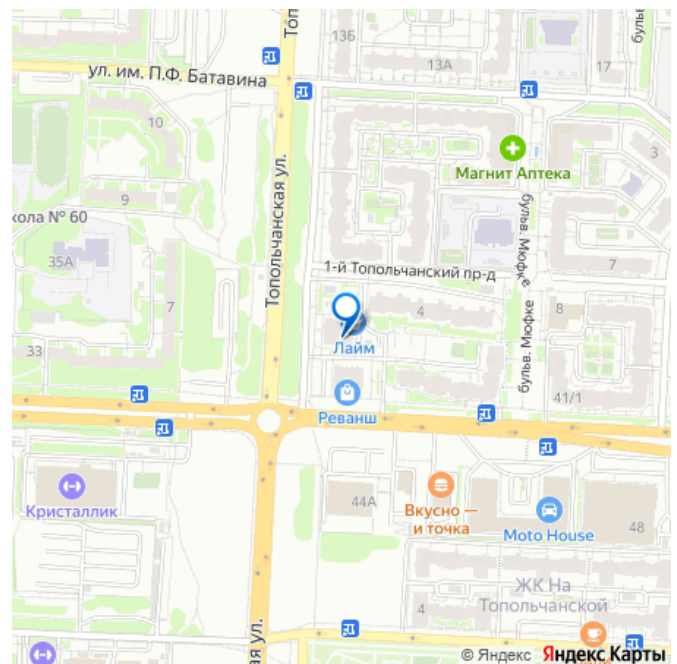 Топ
бульв
13Б
13А
17
ул. им. П.Ф. Батавина
10
Магнит Аптека
3
9
кола № 60
Топольчанская ул.
бульв. Мюфке
35А
1-й Топольчанский пр-д
7
7
4
8
33
Лайм
бульв. Мюфке
41/1
Реванш
Кристаллик
44А
Вкусно —
и точка
Moto House
48
ЖК На
Топольчанской
4
ая ул.
© Яндекс Яндекс Карты